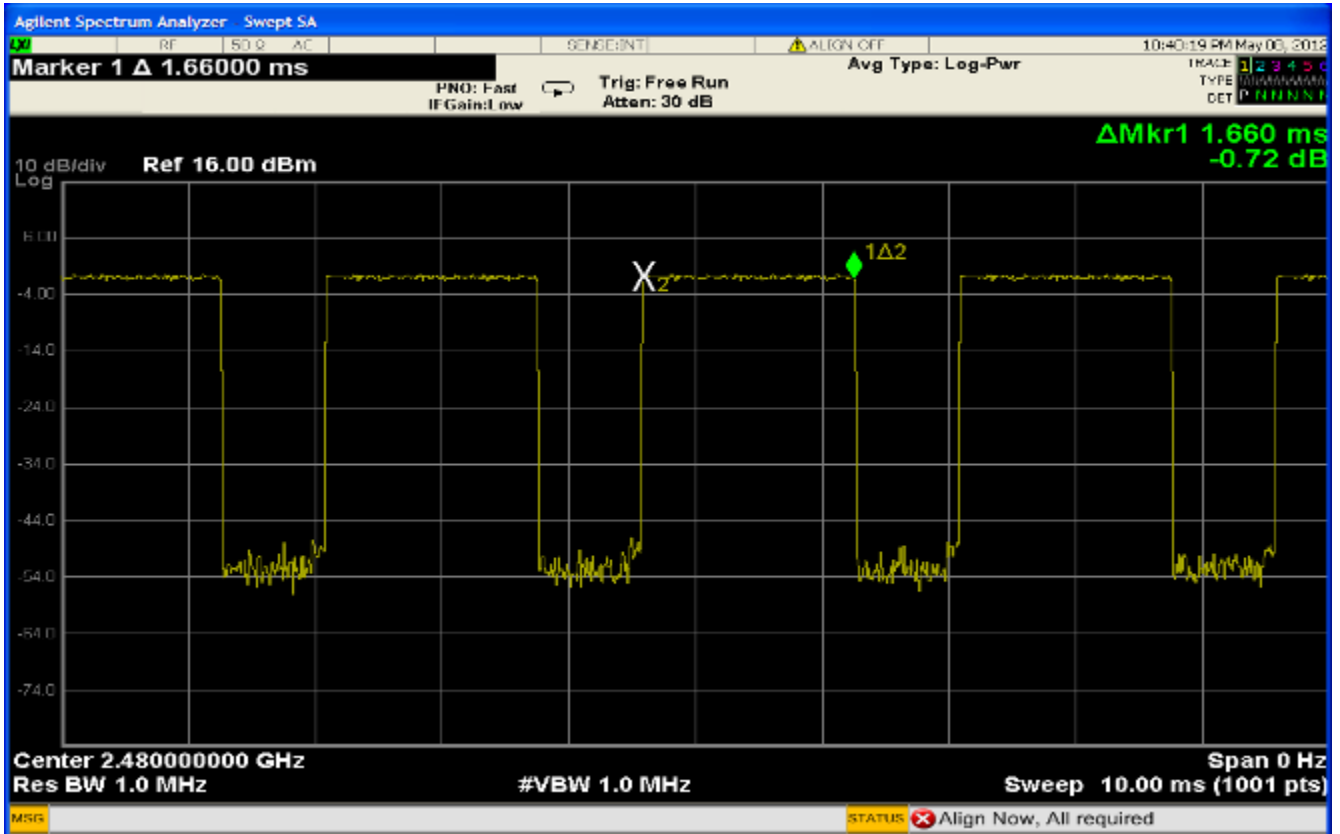 Agilent Spectrum Analyzer - Swept SA
LXI RF 50 Ω AC SENSE:INT ALIGN OFF 10:40:19 PM May 03, 2012
Marker 1 Δ 1.66000 ms
PNO: Fast
IFGain:Low
Trig: Free Run
Atten: 30 dB
Avg Type: Log-Pwr
TRACE 1 2 3 4 5 6
TYPE
DET P N N N N N
ΔMkr1 1.660 ms
-0.72 dB
10 dB/div Ref 16.00 dBm
Log
6.00
1Δ2
X2
-4.00
-14.0
-24.0
-34.0
-44.0
-54.0
-64.0
-74.0
Center 2.480000000 GHz Span 0 Hz
Res BW 1.0 MHz #VBW 1.0 MHz Sweep 10.00 ms (1001 pts)
MSG STATUS Align Now, All required